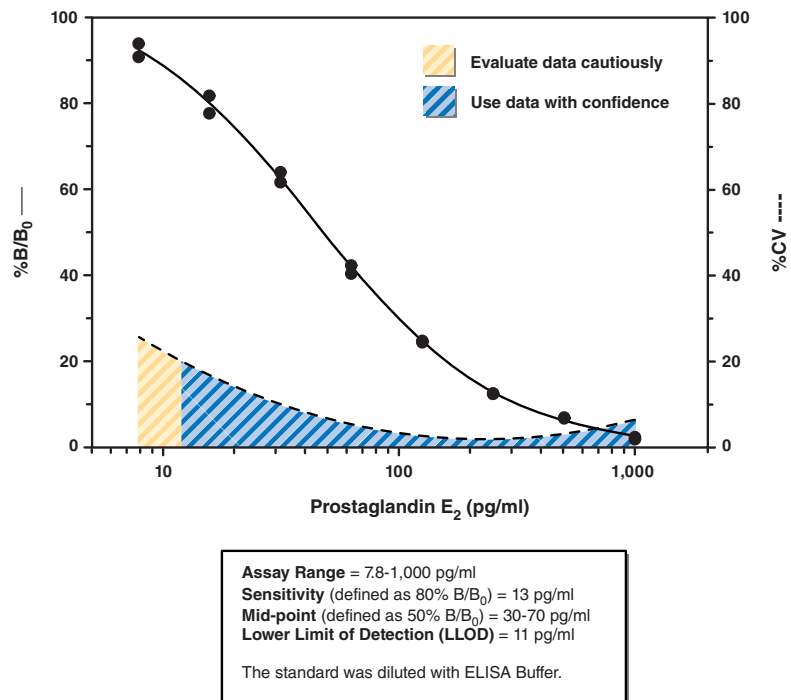 100
80
60
40
20
0
%B/B0 ——
Evaluate data cautiously
Use data with confidence
100
80
60
40
20
0
%CV ----
10
100
1,000
Prostaglandin E2 (pg/ml)
Assay Range = 7.8-1,000 pg/ml
Sensitivity (defined as 80% B/B0) = 13 pg/ml
Mid-point (defined as 50% B/B0) = 30-70 pg/ml
Lower Limit of Detection (LLOD) = 11 pg/ml
The standard was diluted with ELISA Buffer.